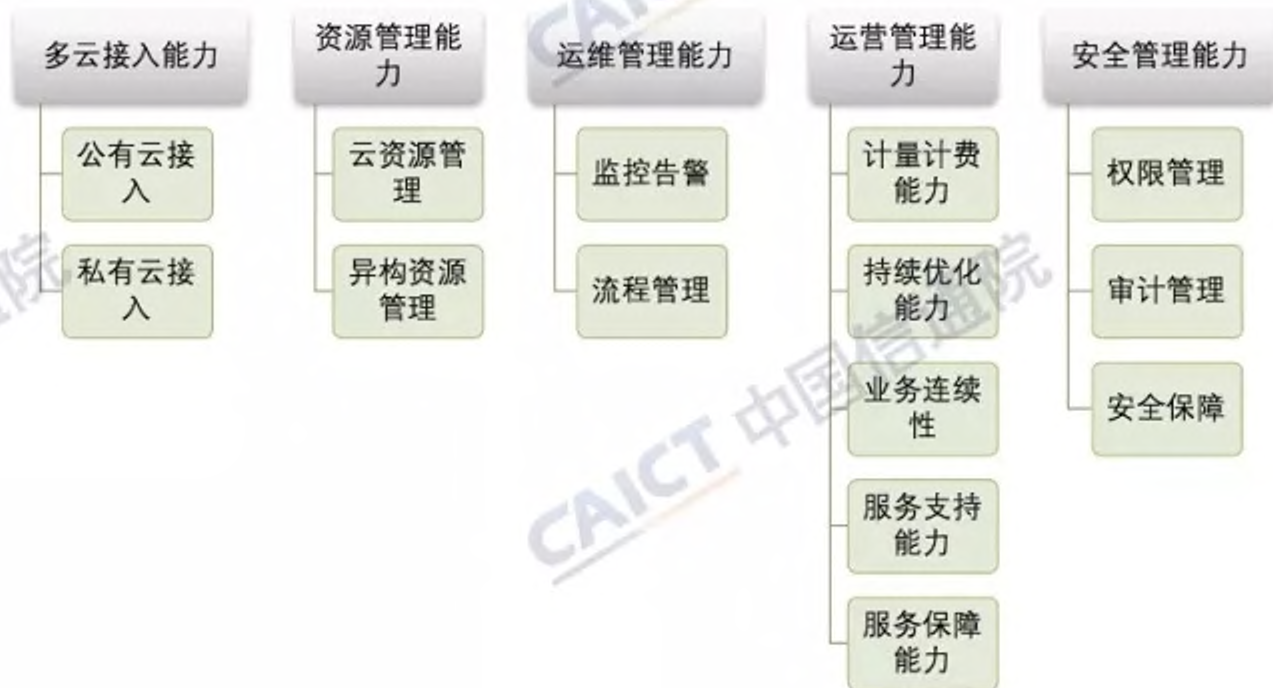 多云接入能力
公有云接
入
私有云接
入
资源管理能
力
云资源管
理
异构资源
管理
运维管理能力
监控告警
流程管理
运营管理能
力
计量计费
能力
持续优化
能力
业务连续
性
服务支持
能力
服务保障
能力
安全管理能力
权限管理
审计管理
安全保障
CAICT 中国信通院
CAICT
院